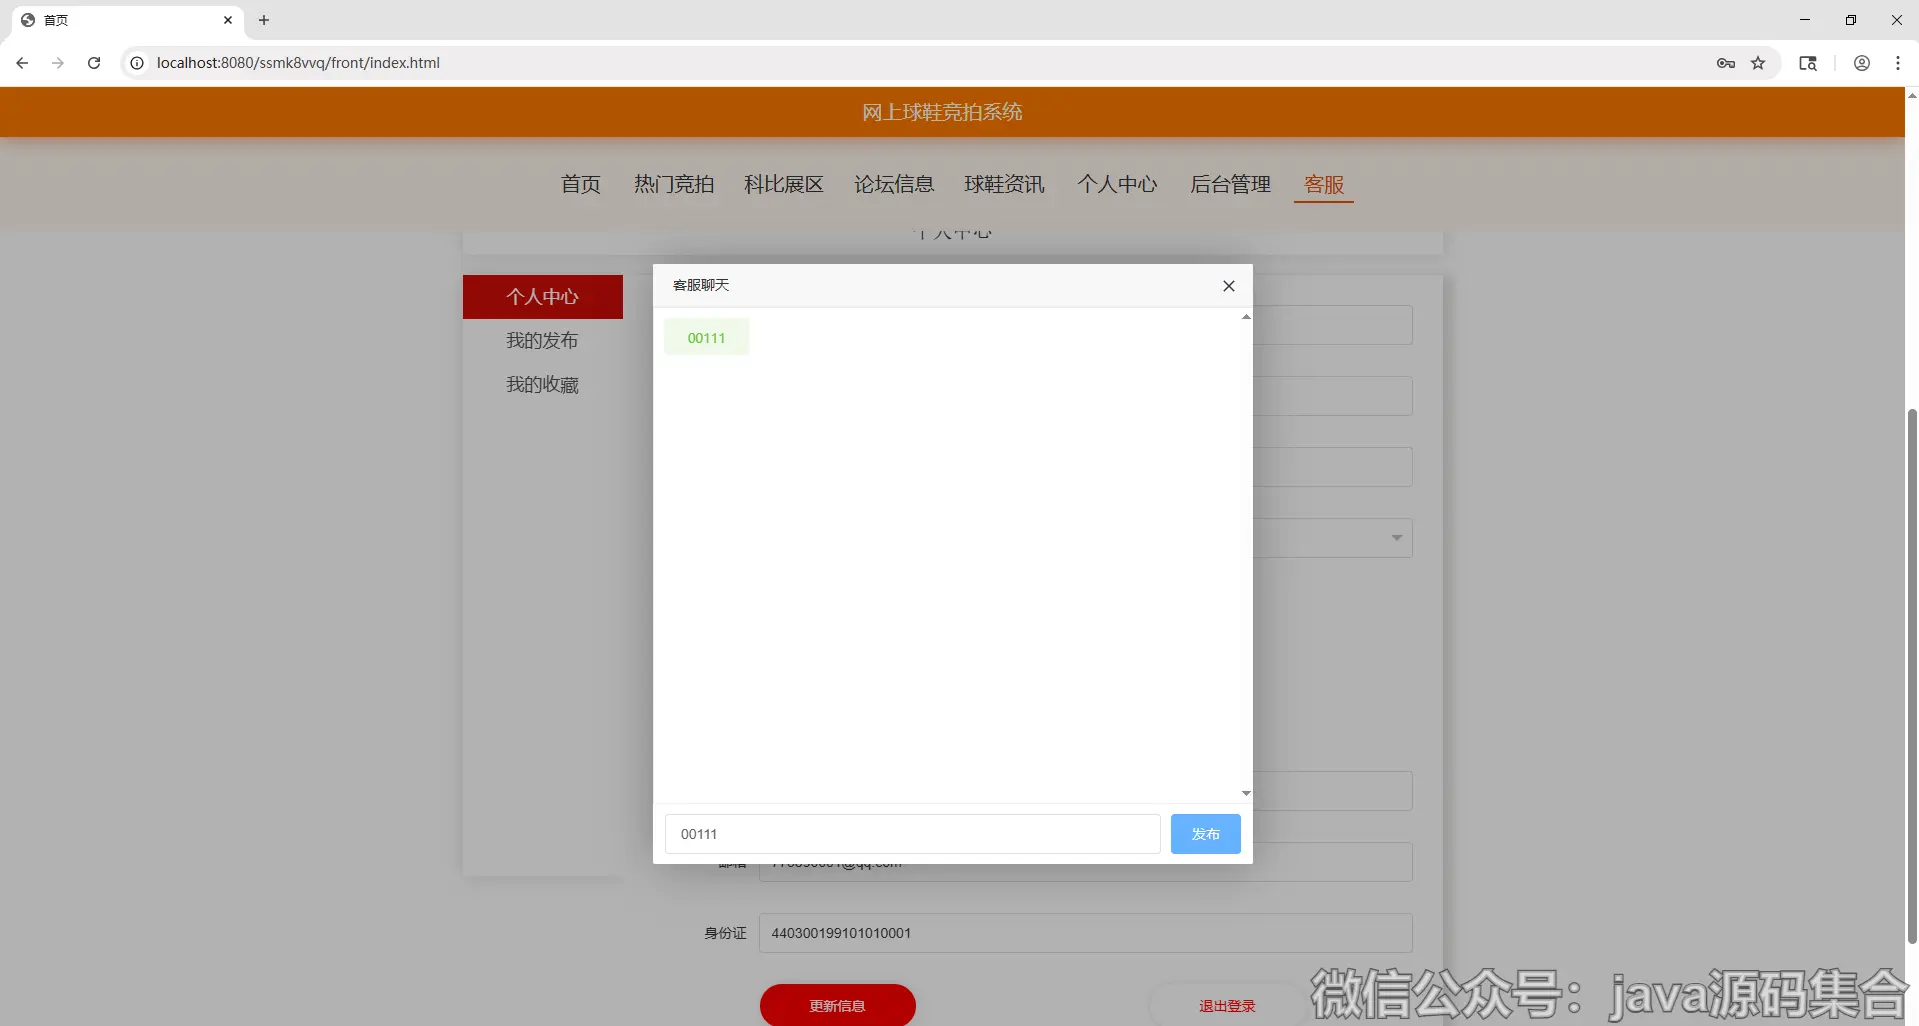 首页
localhost:8080/ssmk8vvq/front/index.html
网上球鞋竞拍系统
首页 热门竞拍 科比展区 论坛信息 球鞋资讯 个人中心 后台管理 客服
个人中心
客服聊天
个人中心
00111
我的发布
我的收藏
00111 发布
身份证 440300199101010001
更新信息 退出登录
微信公众号：java源码集合